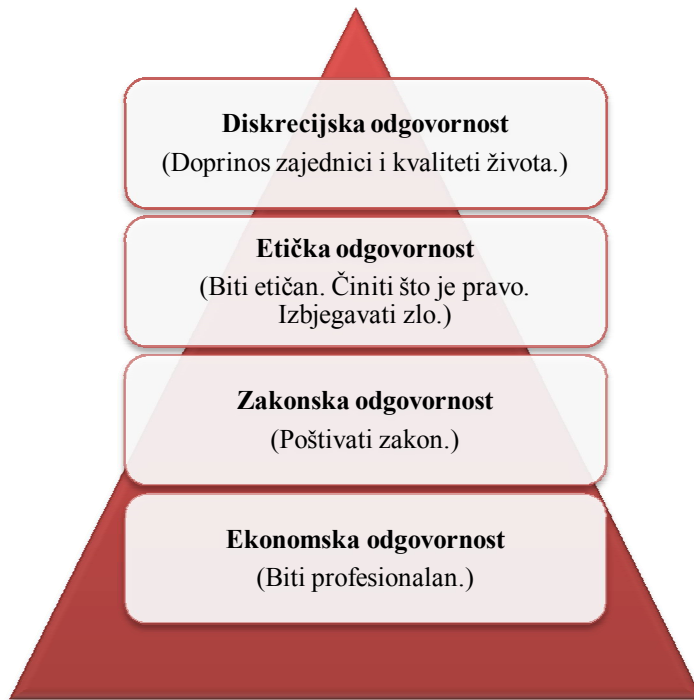 Diskrecijska odgovornost
(Doprinos zajednici i kvaliteti života.)
Etička odgovornost
(Biti etičan. Činiti što je pravo.
Izbjegavati zlo.)
Zakonska odgovornost
(Poštivati zakon.)
Ekonomska odgovornost
(Biti profesionalan.)